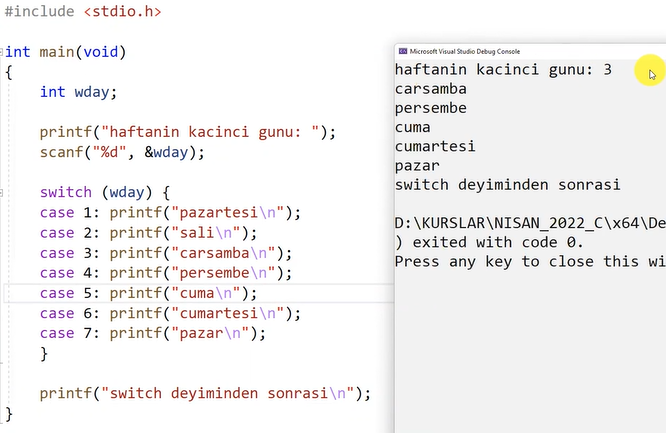 #include <stdio.h>
int main(void)
{
int wday;
printf("haftanin kacinci gunu: ");
scanf("%d", &wday);
switch (wday) {
case 1: printf("pazartesi\n");
case 2: printf("sali\n");
case 3: printf("carsamba\n");
case 4: printf("persembe\n");
case 5: printf("cuma\n");
case 6: printf("cumartesi\n");
case 7: printf("pazar\n");
}
printf("switch deyiminden sonrasi\n");
}
Microsoft Visual Studio Debug Console
haftanin kacinci gunu: 3
carsamba
persembe
cuma
cumartesi
pazar
switch deyiminden sonrasi
D:\KURSLAR\NISAN_2022_C\x64\De
) exited with code 0.
Press any key to close this wi